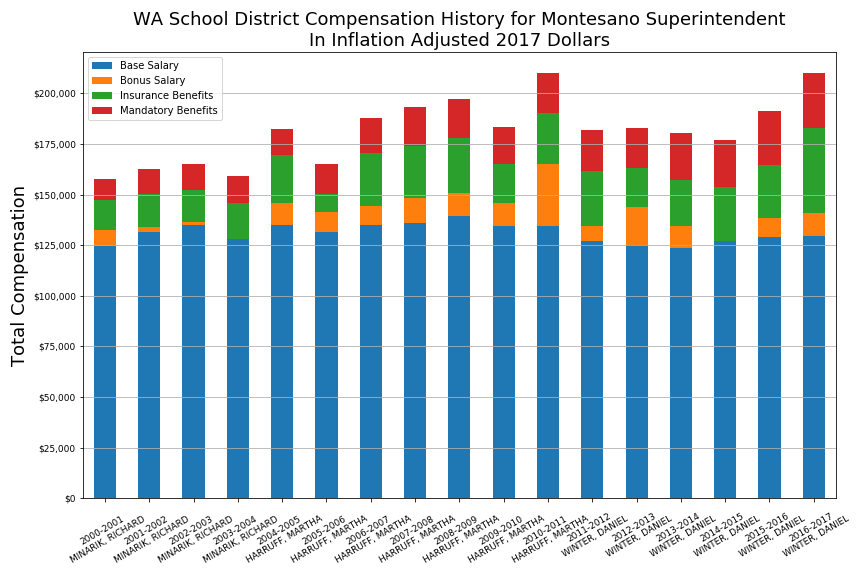 WA School District Compensation History for Montesano Superintendent
In Inflation Adjusted 2017 Dollars
Base Salary
Bonus Salary
Insurance Benefits
Mandatory Benefits
Total Compensation
$200,000
$175,000
$150,000
$125,000
$100,000
$75,000
$50,000
$25,000
$0
2000-2001
MINARIK, RICHARD
2001-2002
MINARIK, RICHARD
2002-2003
MINARIK, RICHARD
2003-2004
MINARIK, RICHARD
2004-2005
HARRUFF, MARTHA
2005-2006
HARRUFF, MARTHA
2006-2007
HARRUFF, MARTHA
2007-2008
HARRUFF, MARTHA
2008-2009
HARRUFF, MARTHA
2009-2010
HARRUFF, MARTHA
2010-2011
HARRUFF, MARTHA
2011-2012
WINTER, DANIEL
2012-2013
WINTER, DANIEL
2013-2014
WINTER, DANIEL
2014-2015
WINTER, DANIEL
2015-2016
WINTER, DANIEL
2016-2017
WINTER, DANIEL